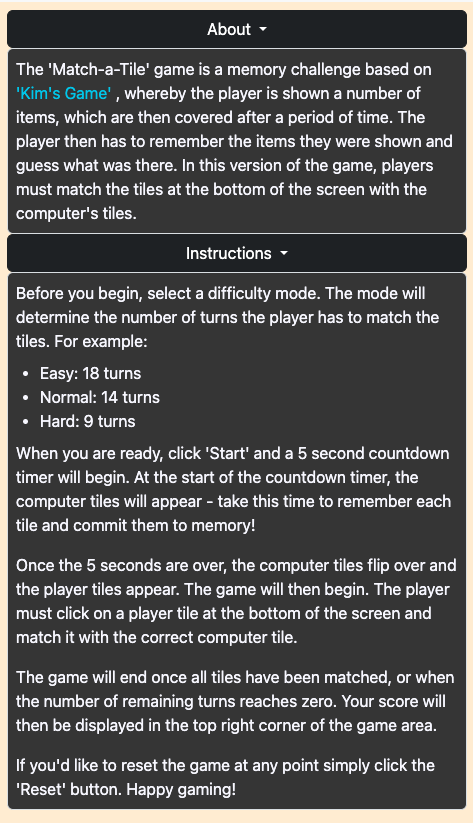 About
The 'Match-a-Tile' game is a memory challenge based on
'Kim's Game' , whereby the player is shown a number of
items, which are then covered after a period of time. The
player then has to remember the items they were shown and
guess what was there. In this version of the game, players
must match the tiles at the bottom of the screen with the
computer's tiles.
Instructions
Before you begin, select a difficulty mode. The mode will
determine the number of turns the player has to match the
tiles. For example:
• Easy: 18 turns
• Normal: 14 turns
• Hard: 9 turns
When you are ready, click 'Start' and a 5 second countdown
timer will begin. At the start of the countdown timer, the
computer tiles will appear - take this time to remember each
tile and commit them to memory!
Once the 5 seconds are over, the computer tiles flip over and
the player tiles appear. The game will then begin. The player
must click on a player tile at the bottom of the screen and
match it with the correct computer tile.
The game will end once all tiles have been matched, or when
the number of remaining turns reaches zero. Your score will
then be displayed in the top right corner of the game area.
If you'd like to reset the game at any point simply click the
'Reset' button. Happy gaming!